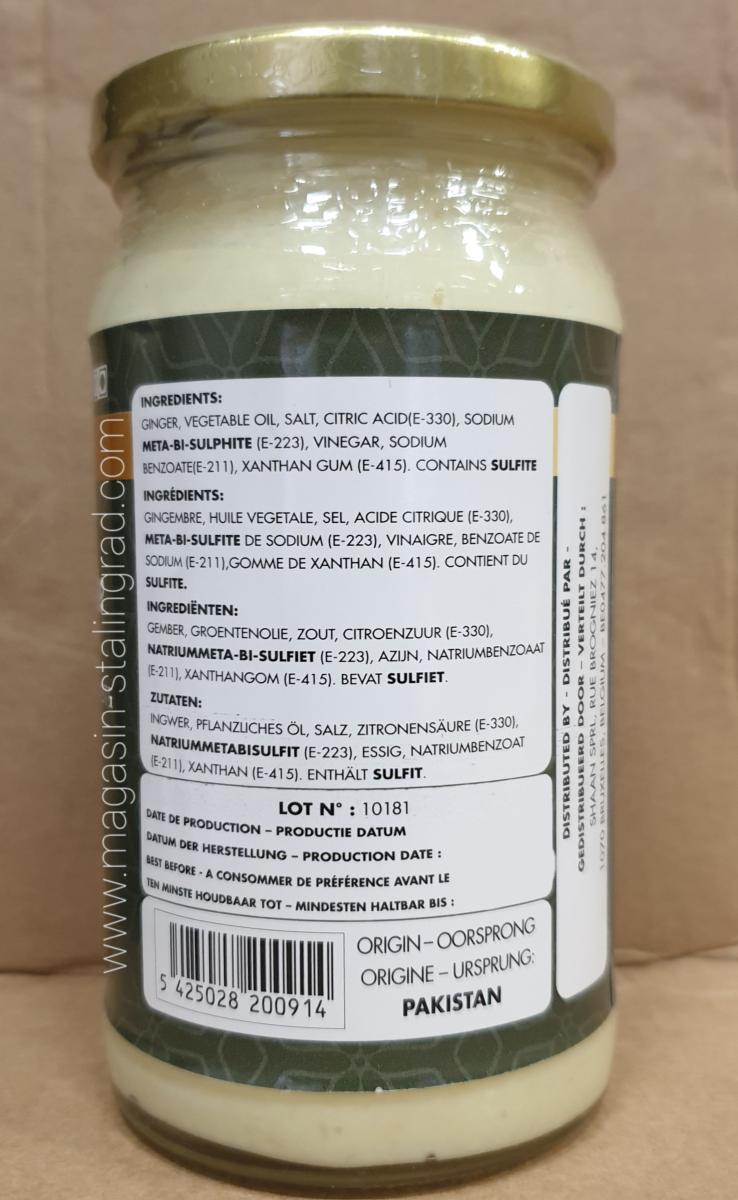 INGREDIENTS:
GINGER, VEGETABLE OIL, SALT, CITRIC ACID(E-330), SODIUM
META-BI-SULPHITE (E-223), VINEGAR, SODIUM
BENZOATE(E-211), XANTHAN GUM (E-415). CONTAINS SULFITE
INGRÉDIENTS:
GINGEMBRE, HUILE VEGETALE, SEL, ACIDE CITRIQUE (E-330),
META-BI-SULFITE DE SODIUM (E-223), VINAIGRE, BENZOATE DE
SODIUM (E-211),GOMME DE XANTHAN (E-415). CONTIENT DU
SULFITE.
INGREDIËNTEN:
GEMBER, GROENTENOLIE, ZOUT, CITROENZUUR (E-330),
NATRIUMMETA-BI-SULFIET (E-223), AZIJN, NATRIUMBENZOAAT
(E-211), XANTHANGOM (E-415). BEVAT SULFIET.
ZUTATEN:
INGWER, PFLANZLICHES ÖL, SALZ, ZITRONENSÄURE (E-330),
NATRIUMMETABISULFIT (E-223), ESSIG, NATRIUMBENZOAT
(E-211), XANTHAN (E-415). ENTHÄLT SULFIT.
LOT N° : 10181
DATE DE PRODUCTION – PRODUCTIE DATUM
DATUM DER HERSTELLUNG – PRODUCTION DATE :
BEST BEFORE - A CONSOMMER DE PRÉFÉRENCE AVANT LE
TEN MINSTE HOUDBAAR TOT – MINDESTEN HALTBAR BIS :
5 425028 200914
ORIGIN – OORSPRONG
ORIGINE – URSPRUNG:
PAKISTAN
DISTRIBUTED BY - DISTRIBUÉ PAR -
GEDISTRIBUEERD DOOR – VERTEILT DURCH :
SHAAN SPRL, RUE BROGNIEZ 14,
1070 BRUXELLES, BELGIUM – BE0477 204 861
www.magasin-stalingrad.com